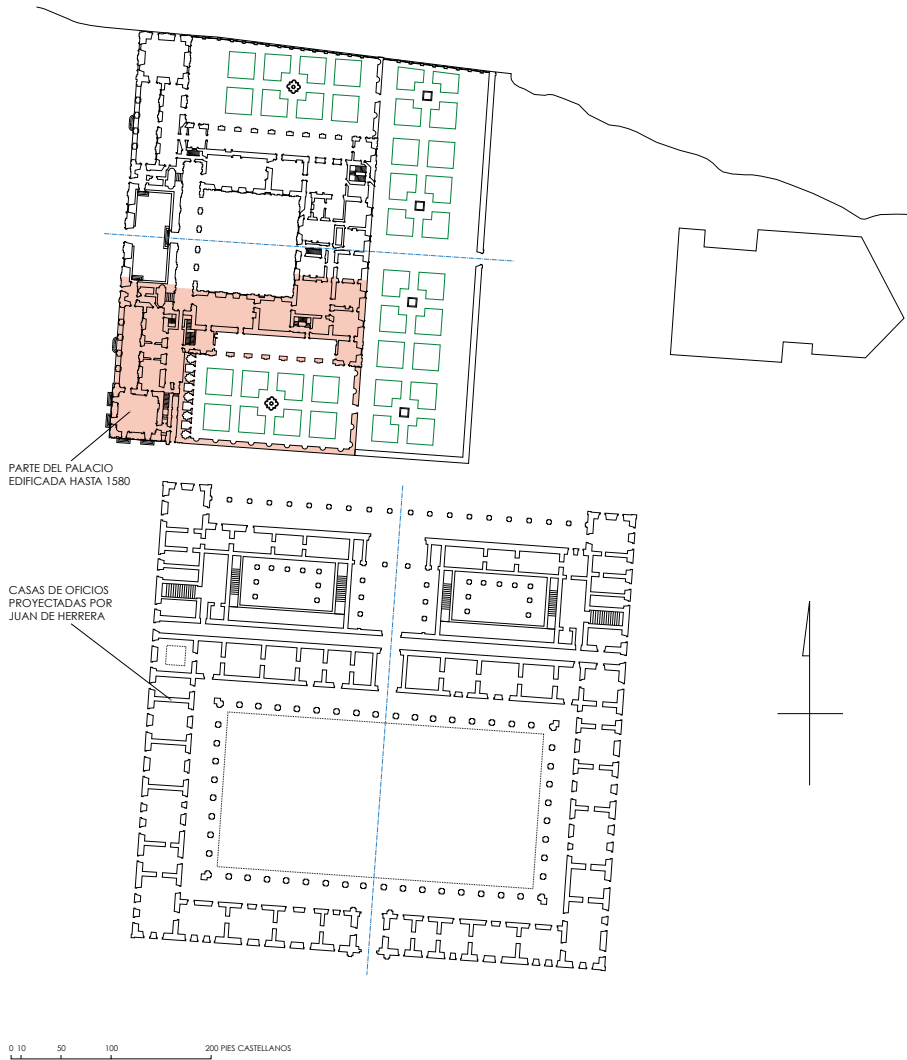 PARTE DEL PALACIO
EDIFICADA HASTA 1580
CASAS DE OFICIOS
PROYECTADAS POR
JUAN DE HERRERA
0 10 50 100 200 PIES CASTELLANOS